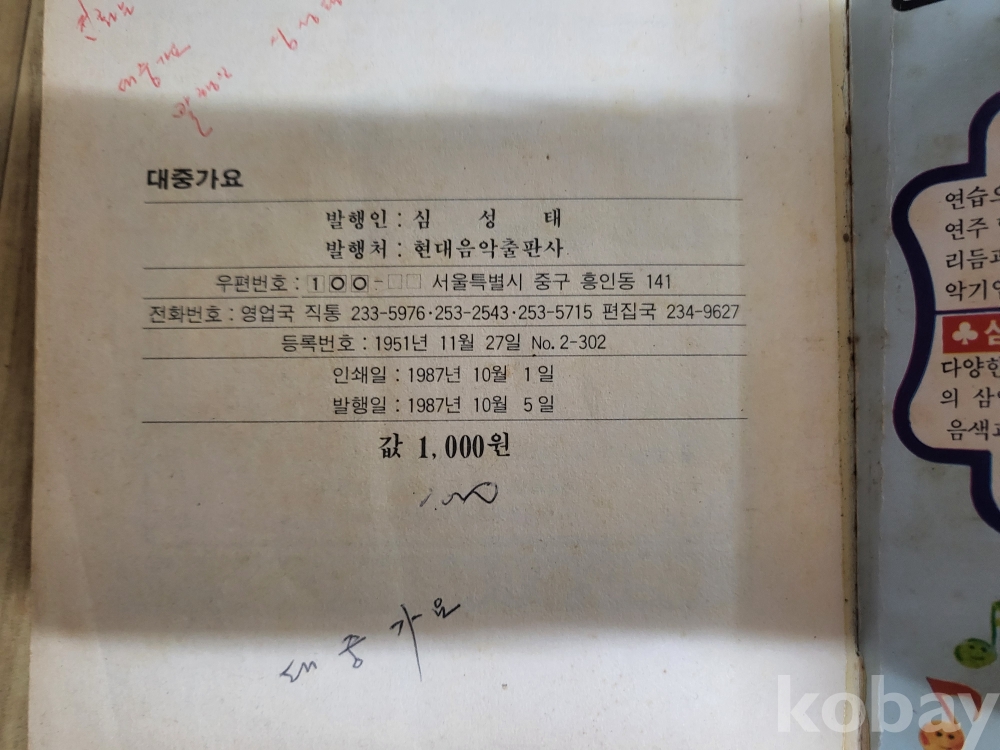 대중가요
발행인 : 심 성 태
발행처 : 현대음악출판사
우편번호 : 100-□□ 서울특별시 중구 흥인동 141
전화번호 : 영업국 직통 233-5976·253-2543·253-5715 편집국 234-9627
등록번호 : 1951년 11월 27일 No. 2-302
인쇄일 : 1987년 10월 1일
발행일 : 1987년 10월 5일
값 1,000원
대중가요
연습으
연주
리듬과
악기
♣삼
다양한
의 삼
음색과
kobay